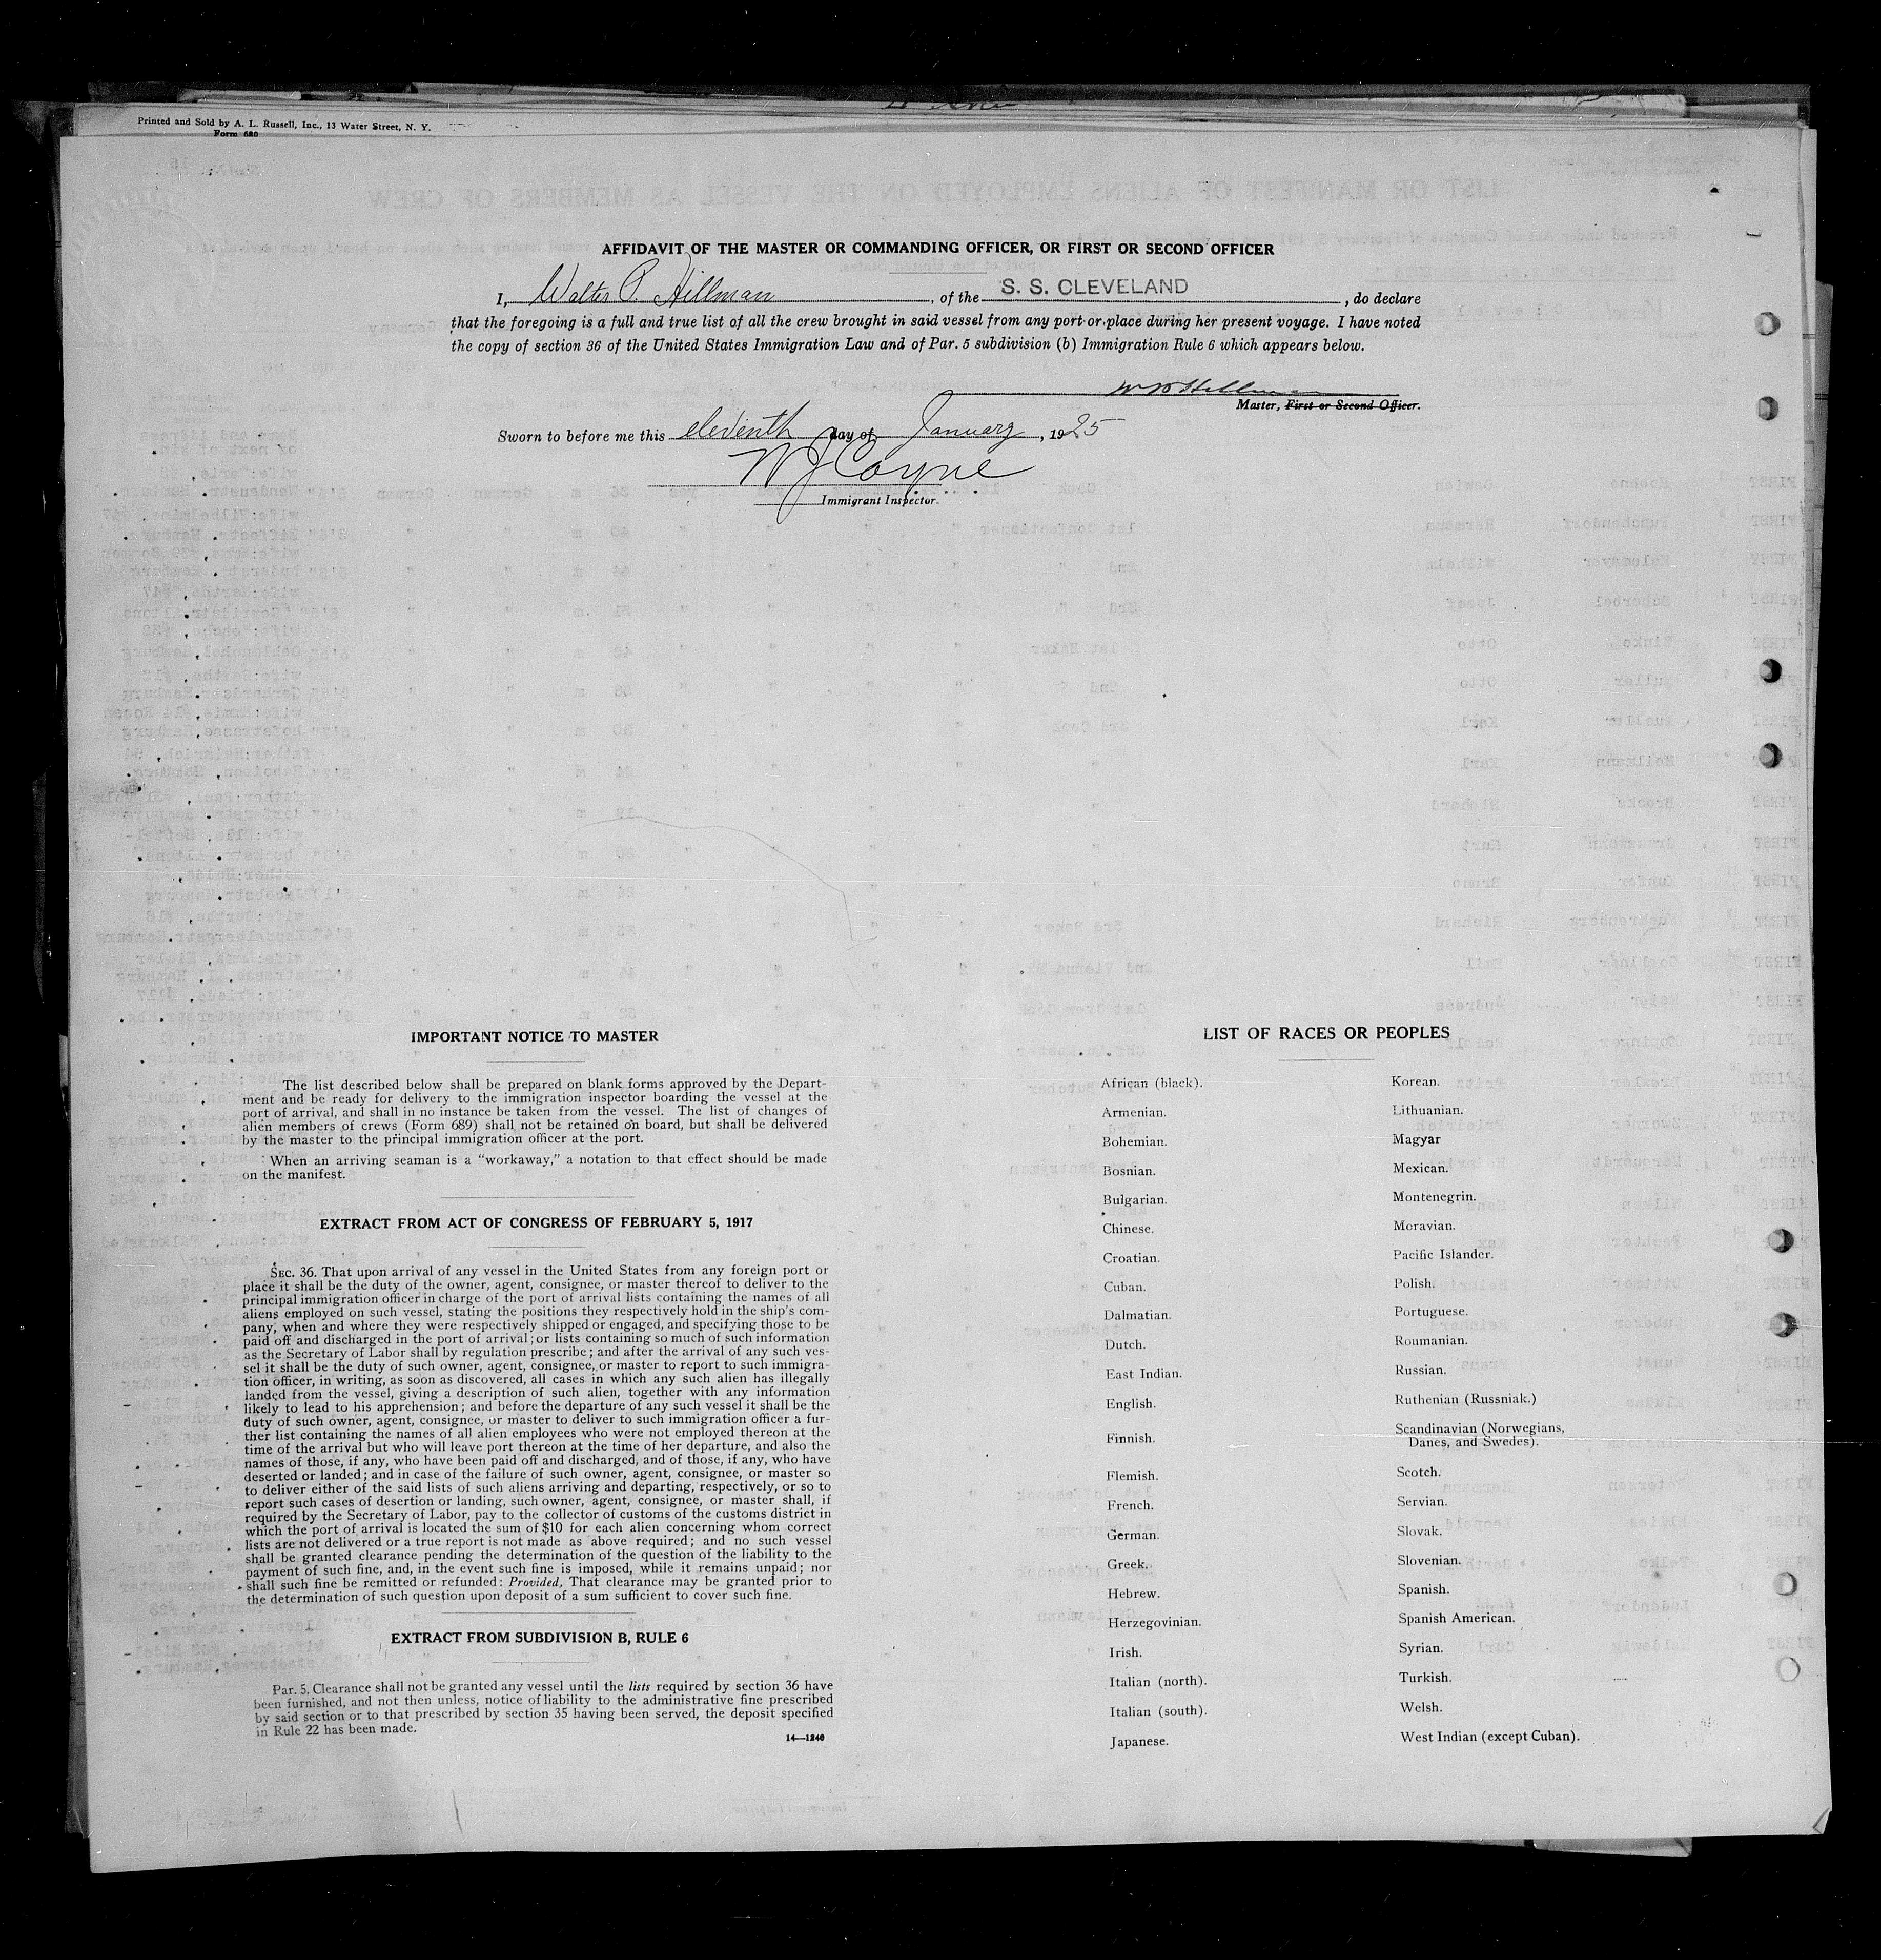 Printed and Sold by A. L. Russell, Inc., 13 Water Street, N. Y.
Form 680
AFFIDAVIT OF THE MASTER OR COMMANDING OFFICER, OR FIRST OR SECOND OFFICER
I, Walter P. Hillman, of the S. S. CLEVELAND, do declare
that the foregoing is a full and true list of all the crew brought in said vessel from any port or place during her present voyage. I have noted
the copy of section 36 of the United States Immigration Law and of Par. 5 subdivision (b) Immigration Rule 6 which appears below.
Master, First or Second Officer.
Sworn to before me this eleventh day of January, 1925
W J Coyne
Immigrant Inspector.
IMPORTANT NOTICE TO MASTER
The list described below shall be prepared on blank forms approved by the Depart-
ment and be ready for delivery to the immigration inspector boarding the vessel at the
port of arrival, and shall in no instance be taken from the vessel. The list of changes of
alien members of crews (Form 689) shall not be retained on board, but shall be delivered
by the master to the principal immigration officer at the port.
When an arriving seaman is a "workaway," a notation to that effect should be made
on the manifest.
EXTRACT FROM ACT OF CONGRESS OF FEBRUARY 5, 1917
SEC. 36. That upon arrival of any vessel in the United States from any foreign port or
place it shall be the duty of the owner, agent, consignee, or master thereof to deliver to the
principal immigration officer in charge of the port of arrival lists containing the names of all
aliens employed on such vessel, stating the positions they respectively hold in the ship's com-
pany, when and where they were respectively shipped or engaged, and specifying those to be
paid off and discharged in the port of arrival; or lists containing so much of such information
as the Secretary of Labor shall by regulation prescribe; and after the arrival of any such ves-
sel it shall be the duty of such owner, agent, consignee, or master to report to such immigra-
tion officer, in writing, as soon as discovered, all cases in which any such alien has illegally
landed from the vessel, giving a description of such alien, together with any information
likely to lead to his apprehension; and before the departure of any such vessel it shall be the
duty of such owner, agent, consignee, or master to deliver to such immigration officer a fur-
ther list containing the names of all alien employees who were not employed thereon at the
time of the arrival but who will leave port thereon at the time of her departure, and also the
names of those, if any, who have been paid off and discharged, and of those, if any, who have
deserted or landed; and in case of the failure of such owner, agent, consignee, or master so
to deliver either of the said lists of such aliens arriving and departing, respectively, or so to
report such cases of desertion or landing, such owner, agent, consignee, or master shall, if
required by the Secretary of Labor, pay to the collector of customs of the customs district in
which the port of arrival is located the sum of $10 for each alien concerning whom correct
lists are not delivered or a true report is not made as above required; and no such vessel
shall be granted clearance pending the determination of the question of the liability to the
payment of such fine, and, in the event such fine is imposed, while it remains unpaid; nor
shall such fine be remitted or refunded: Provided, That clearance may be granted prior to
the determination of such question upon deposit of a sum sufficient to cover such fine.
EXTRACT FROM SUBDIVISION B, RULE 6
Par. 5. Clearance shall not be granted any vessel until the lists required by section 36 have
been furnished, and not then unless, notice of liability to the administrative fine prescribed
by said section or to that prescribed by section 35 having been served, the deposit specified
in Rule 22 has been made.
14—1240
LIST OF RACES OR PEOPLES
African (black).
Armenian.
Bohemian.
Bosnian.
Bulgarian.
Chinese.
Croatian.
Cuban.
Dalmatian.
Dutch.
East Indian.
English.
Finnish.
Flemish.
French.
German.
Greek.
Hebrew.
Herzegovinian.
Irish.
Italian (north).
Italian (south).
Japanese.
Korean.
Lithuanian.
Magyar
Mexican.
Montenegrin.
Moravian.
Pacific Islander.
Polish.
Portuguese.
Roumanian.
Russian.
Ruthenian (Russniak.)
Scandinavian (Norwegians,
Danes, and Swedes).
Scotch.
Servian.
Slovak.
Slovenian.
Spanish.
Spanish American.
Syrian.
Turkish.
Welsh.
West Indian (except Cuban).